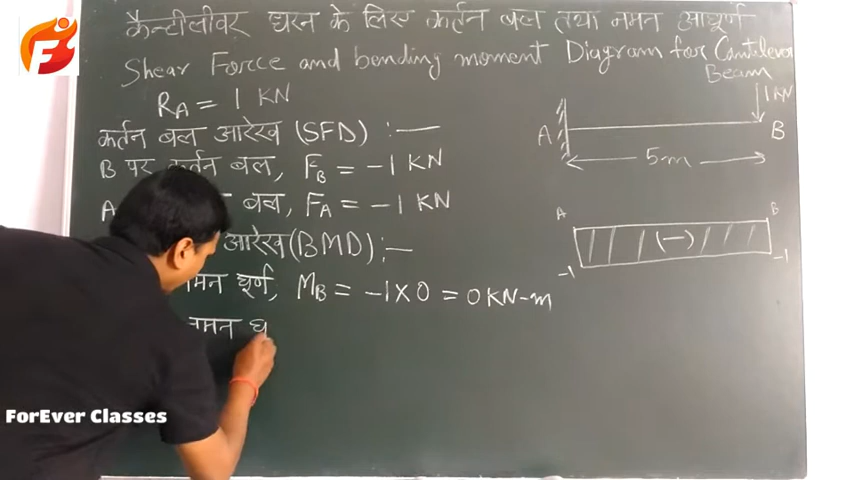 कैन्टीलीवर धरन के लिए कर्तन बल तथा नमन आघूर्ण
Shear Forcce and bending moment Diagram for Cantilever
Beam
RA = 1 KN
1 KN
कर्तन बल आरेख (SFD) :—
A B
B पर कर्तन बल, FB = -1 KN
5m
A बल, FA = -1 KN
A B
(—)
-1 -1
आरेख (BMD) :—
नमन घूर्ण, MB = -1 × 0 = 0 KN-m
नमन घू
ForEver Classes